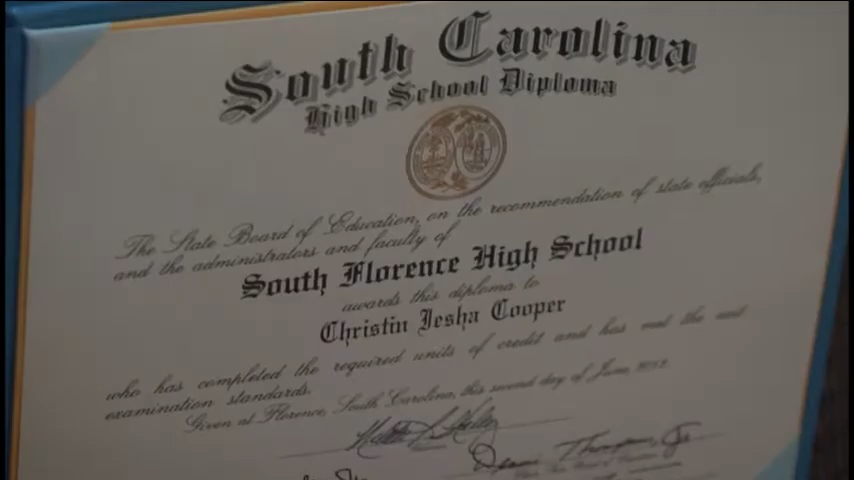 South Carolina
High School Diploma
The State Board of Education, on the recommendation of state officials,
and the administrators and faculty of
South Florence High School
awards this diploma to
Christin Jesha Cooper
who has completed the required units of credit and has met the exit
examination standards.
Given at Florence, South Carolina, this second day of June,